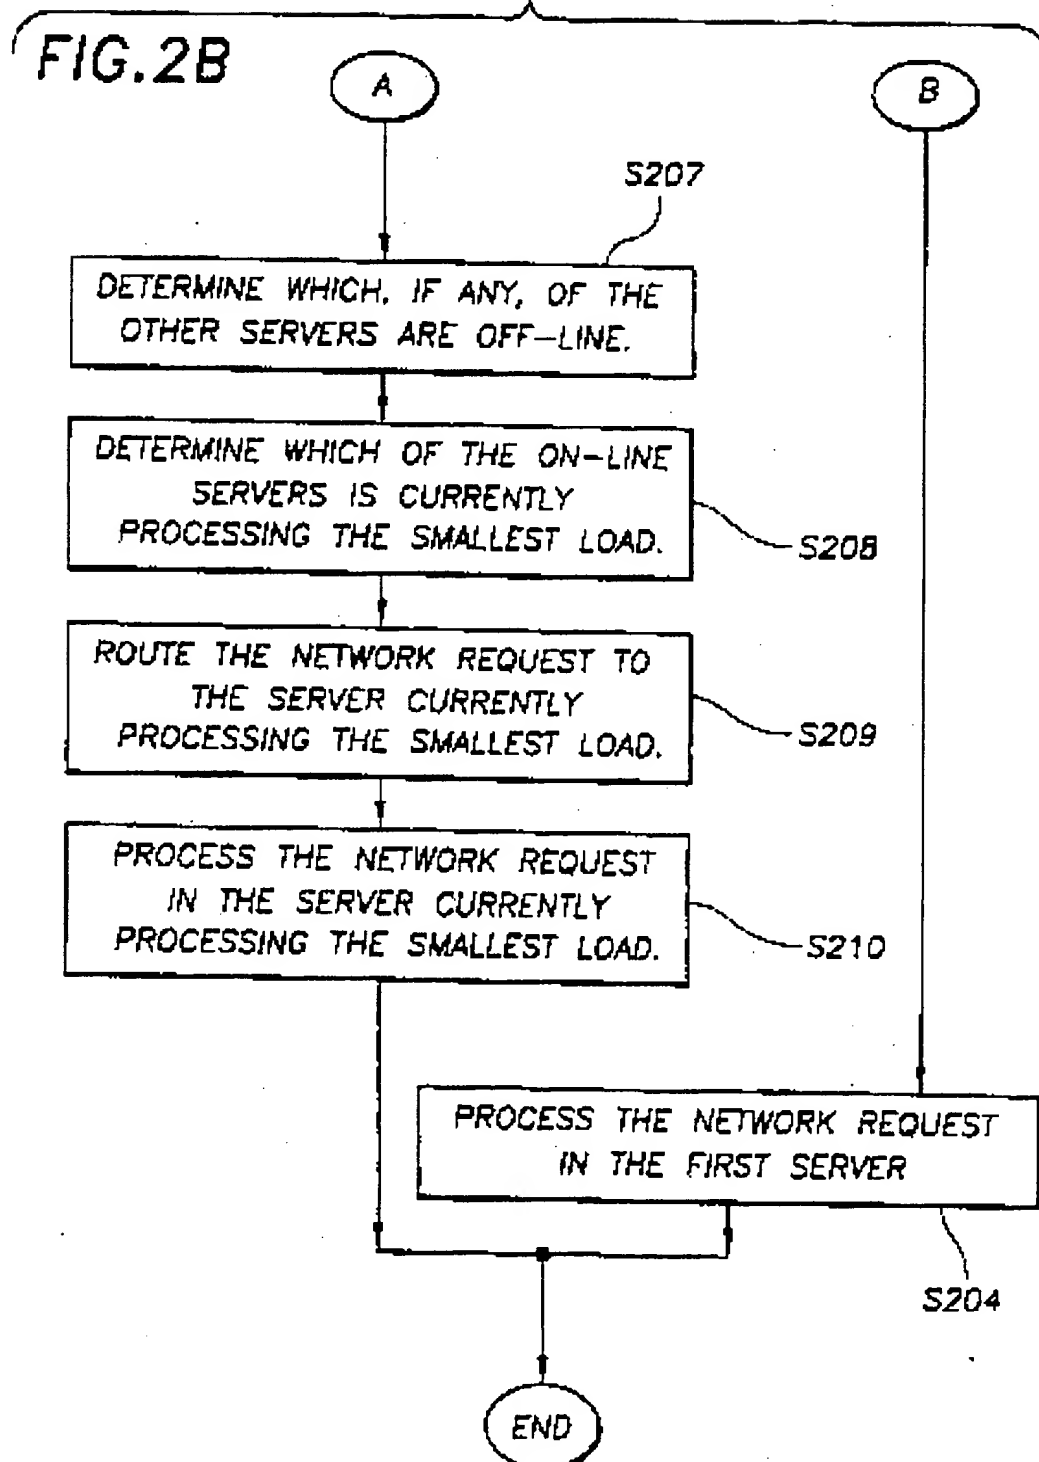 FIG.2B
A
B
S207
DETERMINE WHICH, IF ANY, OF THE
OTHER SERVERS ARE OFF-LINE.
DETERMINE WHICH OF THE ON-LINE
SERVERS IS CURRENTLY
PROCESSING THE SMALLEST LOAD.
S208
ROUTE THE NETWORK REQUEST TO
THE SERVER CURRENTLY
PROCESSING THE SMALLEST LOAD.
S209
PROCESS THE NETWORK REQUEST
IN THE SERVER CURRENTLY
PROCESSING THE SMALLEST LOAD.
S210
PROCESS THE NETWORK REQUEST
IN THE FIRST SERVER
S204
END